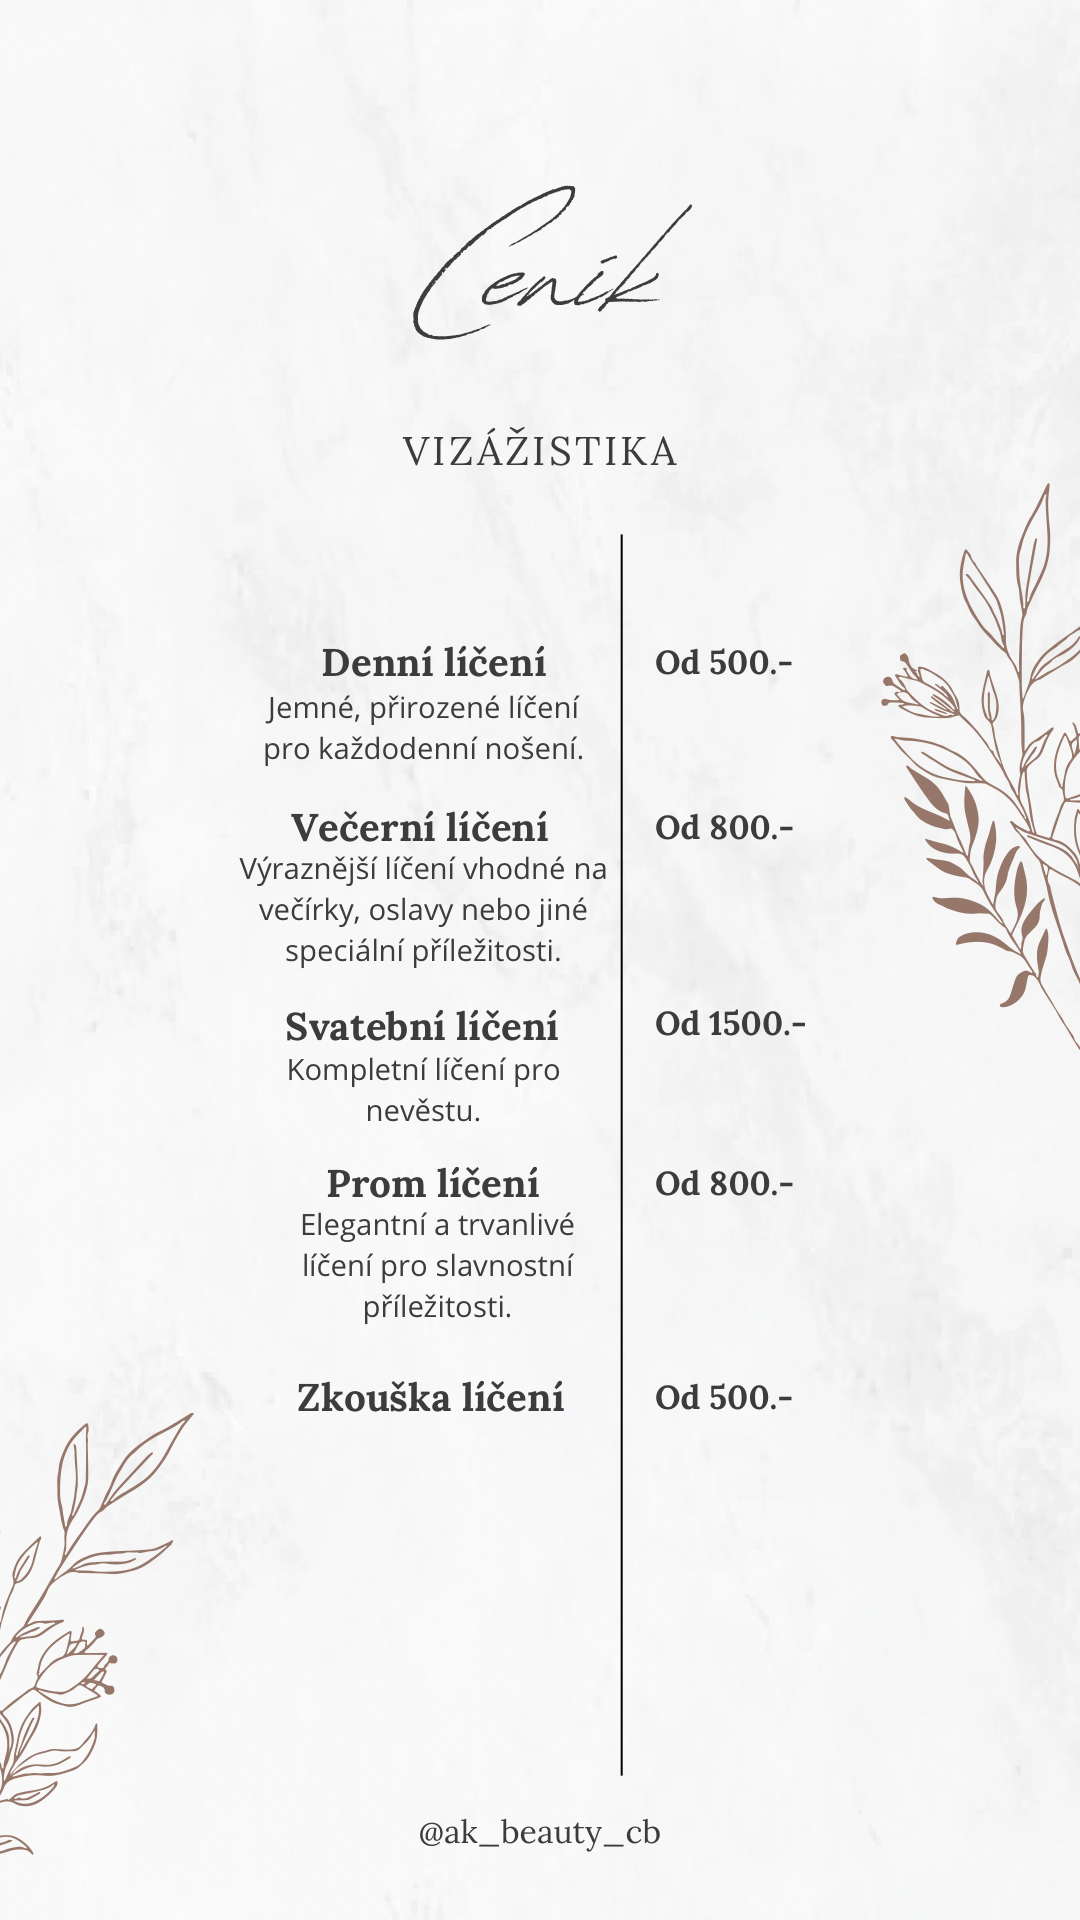 Ceník
VIZÁŽISTIKA
Denní líčení
Od 500.-
Jemné, přirozené líčení
pro každodenní nošení.
Večerní líčení
Od 800.-
Výraznější líčení vhodné na
večírky, oslavy nebo jiné
speciální příležitosti.
Svatební líčení
Od 1500.-
Kompletní líčení pro
nevěstu.
Prom líčení
Od 800.-
Elegantní a trvanlivé
líčení pro slavnostní
příležitosti.
Zkouška líčení
Od 500.-
@ak_beauty_cb